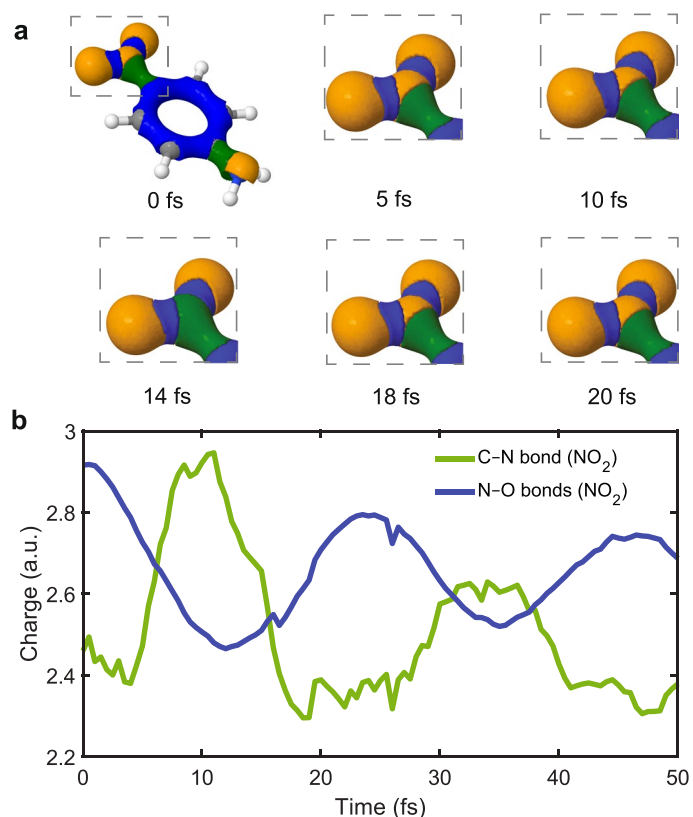 a
0 fs
5 fs
10 fs
14 fs
18 fs
20 fs
b
3
2.8
2.6
2.4
2.2
Charge (a.u.)
C–N bond (NO₂)
N–O bonds (NO₂)
0
10
20
30
40
50
Time (fs)